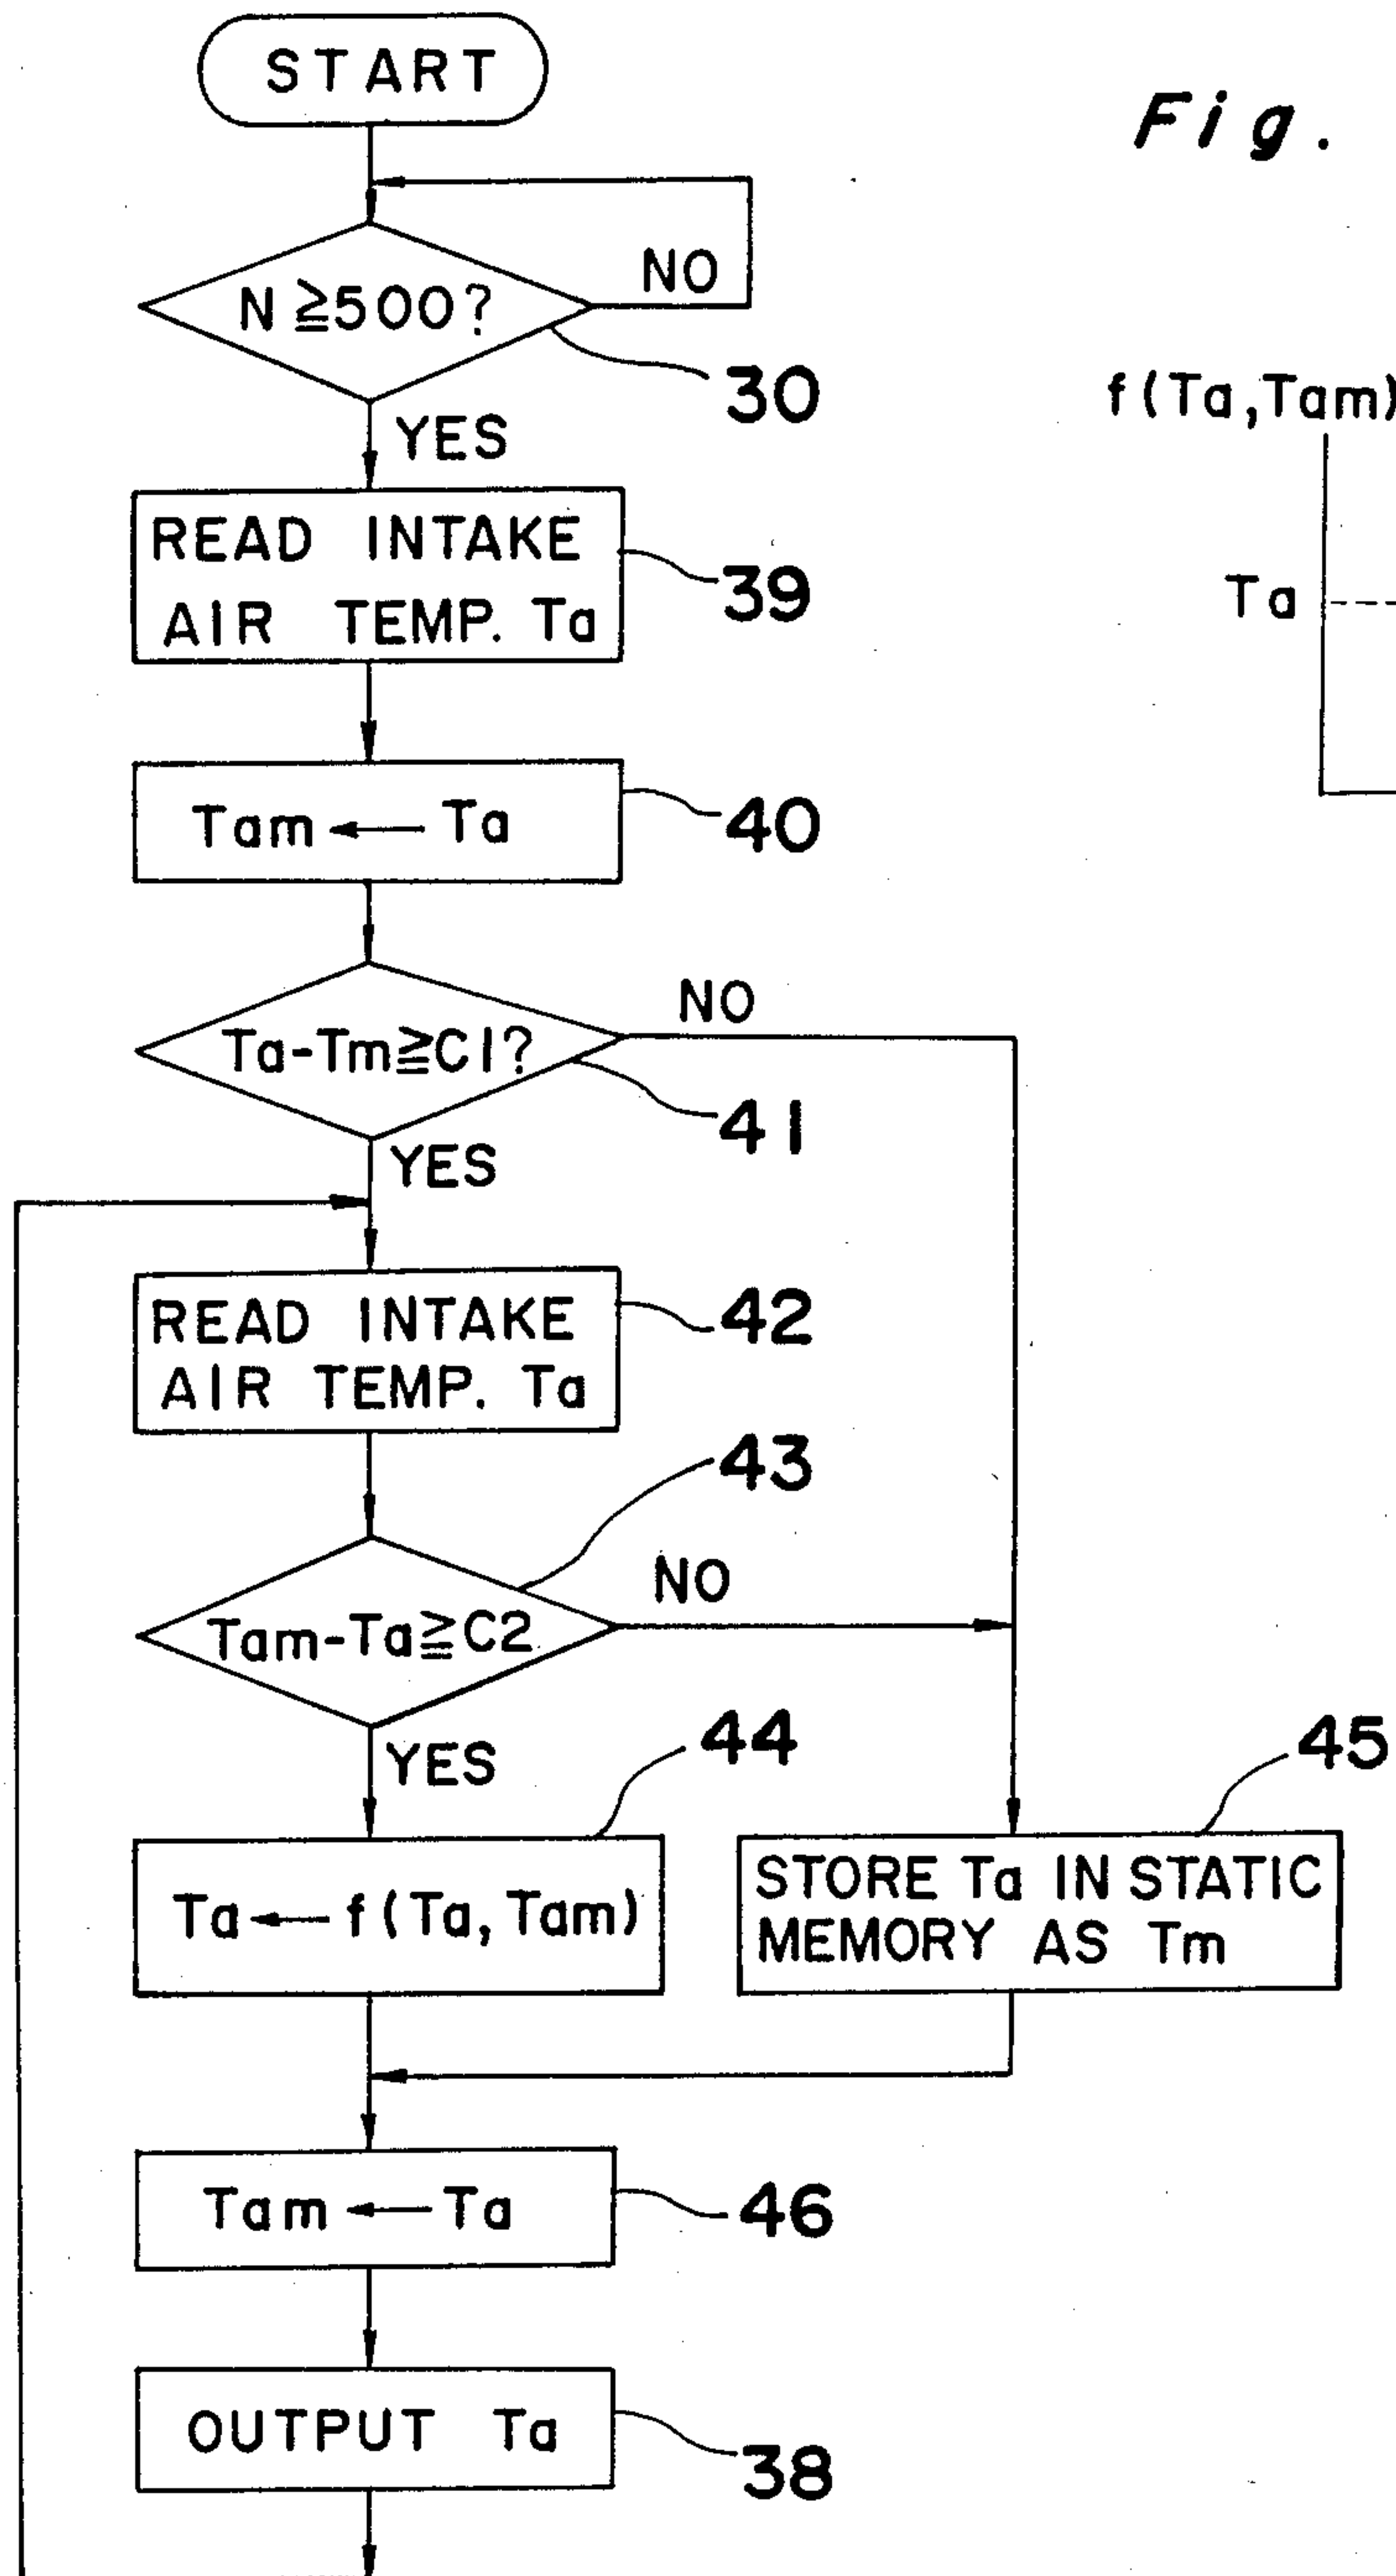 START
Fig.
N ≧500?
NO
30
YES
f(Ta,Tam)
READ INTAKE
AIR TEMP. Ta
39
Ta
Tam ← Ta
40
Ta-Tm≧C1?
NO
41
YES
READ INTAKE
AIR TEMP. Ta
42
43
Tam-Ta≧C2
NO
YES
44
45
Ta ← f(Ta, Tam)
STORE Ta IN STATIC
MEMORY AS Tm
Tam ← Ta
46
OUTPUT Ta
38